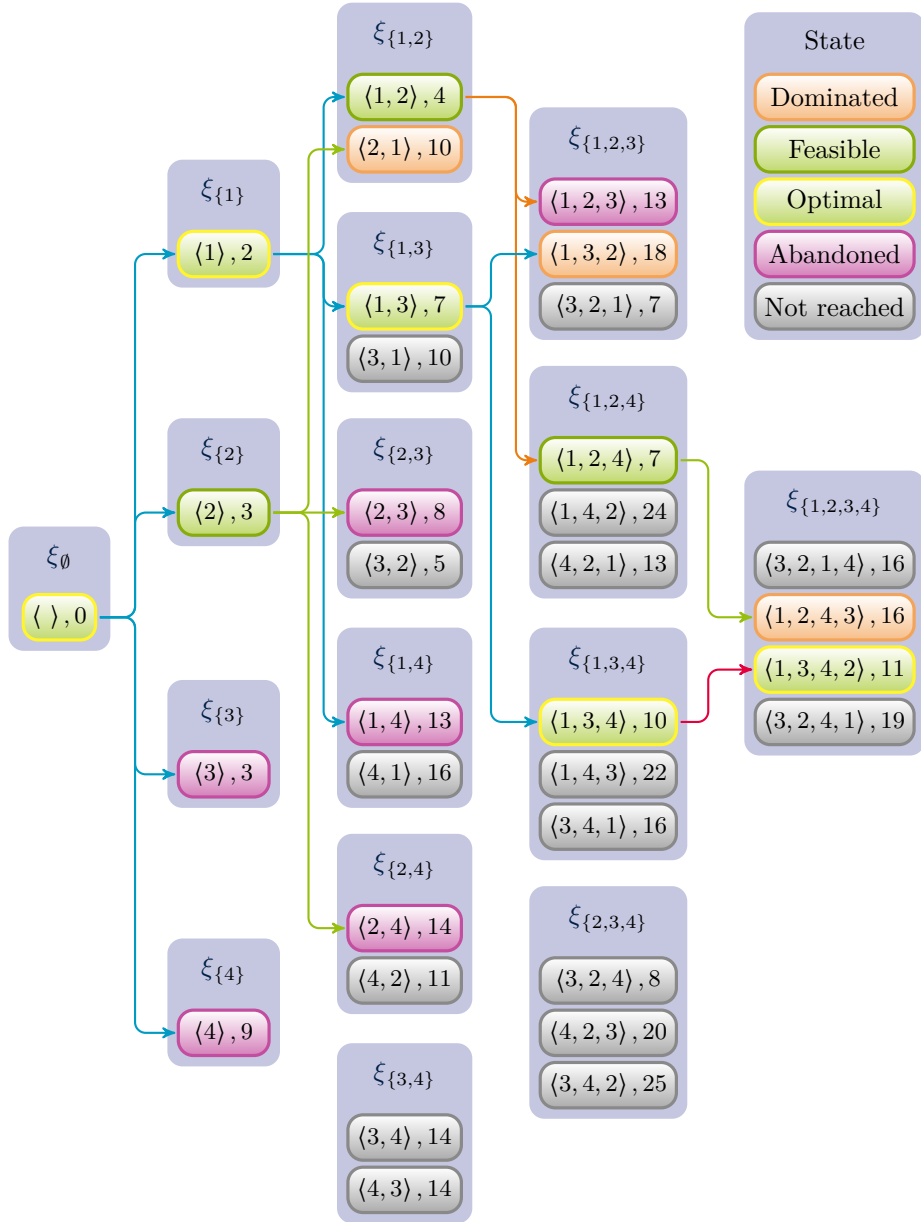 ξ∅
⟨ ⟩, 0
ξ{1}
⟨1⟩, 2
ξ{2}
⟨2⟩, 3
ξ{3}
⟨3⟩, 3
ξ{4}
⟨4⟩, 9
ξ{1,2}
⟨1, 2⟩, 4
⟨2, 1⟩, 10
ξ{1,3}
⟨1, 3⟩, 7
⟨3, 1⟩, 10
ξ{2,3}
⟨2, 3⟩, 8
⟨3, 2⟩, 5
ξ{1,4}
⟨1, 4⟩, 13
⟨4, 1⟩, 16
ξ{2,4}
⟨2, 4⟩, 14
⟨4, 2⟩, 11
ξ{3,4}
⟨3, 4⟩, 14
⟨4, 3⟩, 14
ξ{1,2,3}
⟨1, 2, 3⟩, 13
⟨1, 3, 2⟩, 18
⟨3, 2, 1⟩, 7
ξ{1,2,4}
⟨1, 2, 4⟩, 7
⟨1, 4, 2⟩, 24
⟨4, 2, 1⟩, 13
ξ{1,3,4}
⟨1, 3, 4⟩, 10
⟨1, 4, 3⟩, 22
⟨3, 4, 1⟩, 16
ξ{2,3,4}
⟨3, 2, 4⟩, 8
⟨4, 2, 3⟩, 20
⟨3, 4, 2⟩, 25
ξ{1,2,3,4}
⟨3, 2, 1, 4⟩, 16
⟨1, 2, 4, 3⟩, 16
⟨1, 3, 4, 2⟩, 11
⟨3, 2, 4, 1⟩, 19
State
Dominated
Feasible
Optimal
Abandoned
Not reached